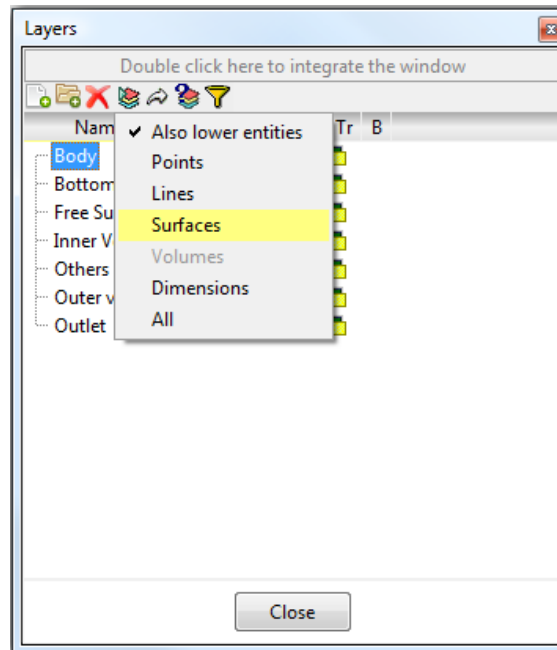 Layers
Double click here to integrate the window
Nam Tr B
Also lower entities
Points
Lines
Surfaces
Volumes
Dimensions
All
Body
Bottom
Free Su
Inner V
Others
Outer v
Outlet
Close